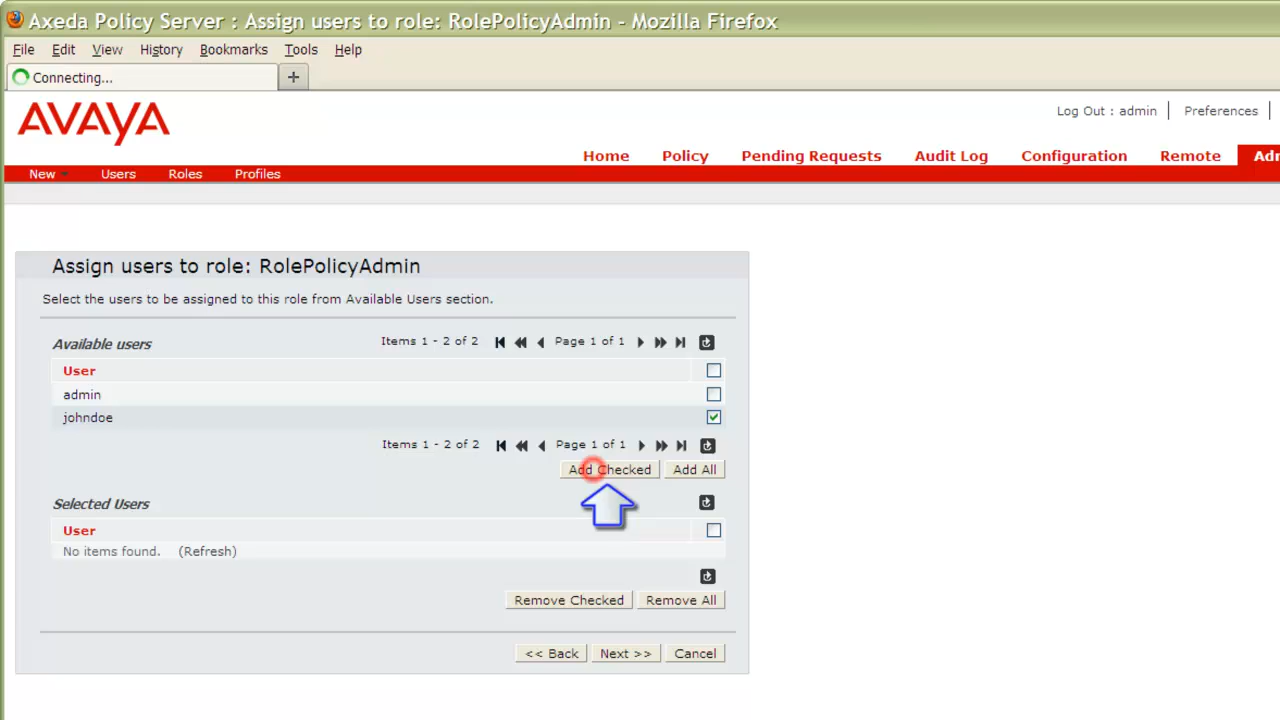 Axeda Policy Server : Assign users to role: RolePolicyAdmin - Mozilla Firefox
File Edit View History Bookmarks Tools Help
Connecting... +
AVAYA
Log Out : admin Preferences
Home Policy Pending Requests Audit Log Configuration Remote
New Users Roles Profiles
Assign users to role: RolePolicyAdmin
Select the users to be assigned to this role from Available Users section.
Available users Items 1 - 2 of 2 Page 1 of 1
User
admin
johndoe
Items 1 - 2 of 2 Page 1 of 1
Add Checked Add All
Selected Users
User
No items found. (Refresh)
Remove Checked Remove All
<< Back Next >> Cancel